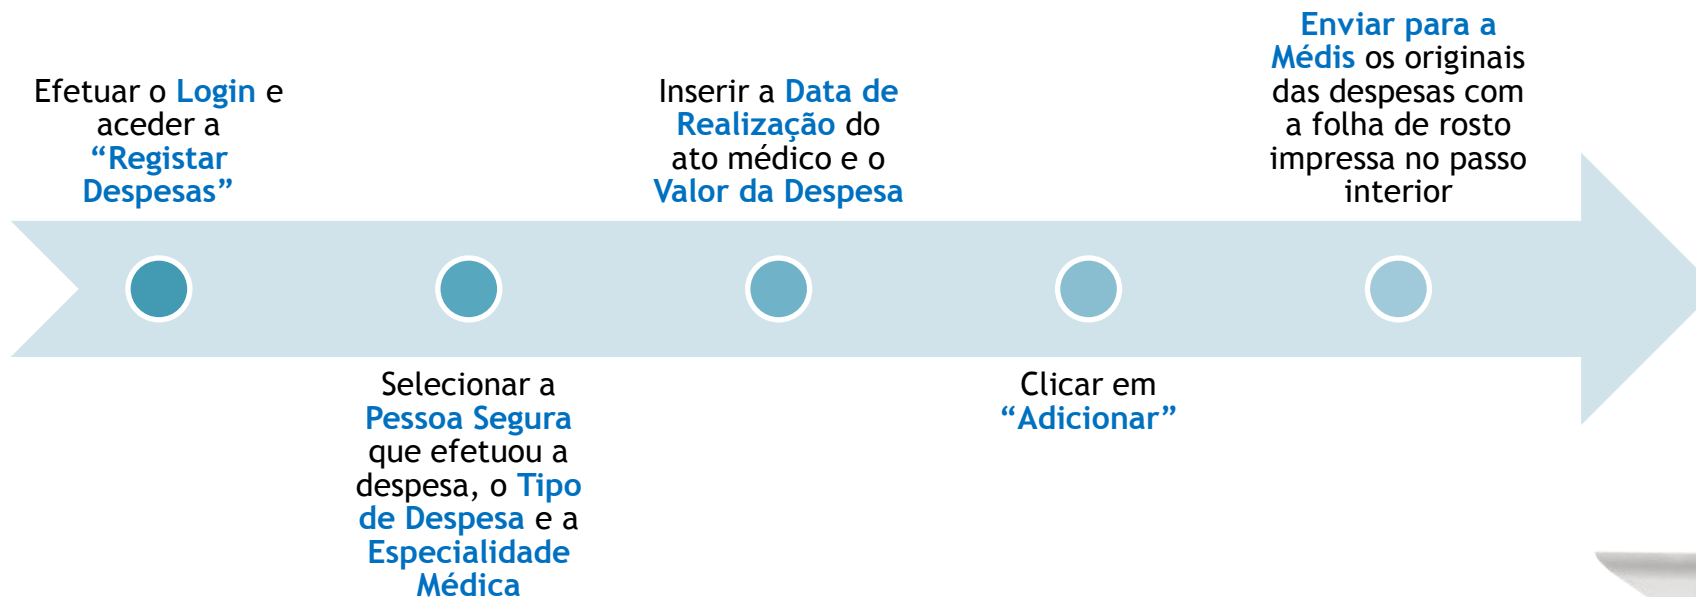 Efetuar o Login e
aceder a
“Registar
Despesas”
Selecionar a
Pessoa Segura
que efetuou a
despesa, o Tipo
de Despesa e a
Especialidade
Médica
Inserir a Data de
Realização do
ato médico e o
Valor da Despesa
Clicar em
“Adicionar”
Enviar para a
Médis os originais
das despesas com
a folha de rosto
impressa no passo
interior